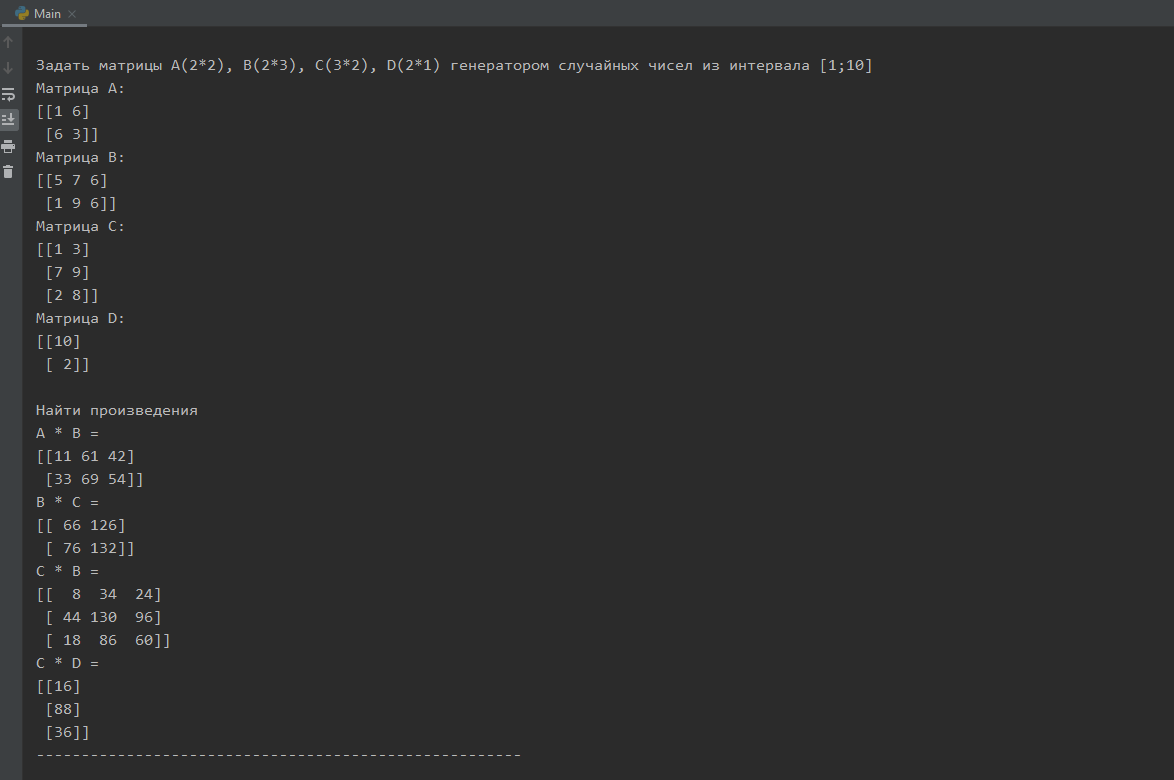 Main
Задать матрицы A(2*2), B(2*3), C(3*2), D(2*1) генератором случайных чисел из интервала [1;10]
Матрица A:
[[1 6]
 [6 3]]
Матрица B:
[[5 7 6]
 [1 9 6]]
Матрица C:
[[1 3]
 [7 9]
 [2 8]]
Матрица D:
[[10]
 [ 2]]
Найти произведения
A * B =
[[11 61 42]
 [33 69 54]]
B * C =
[[ 66 126]
 [ 76 132]]
C * B =
[[  8  34  24]
 [ 44 130  96]
 [ 18  86  60]]
C * D =
[[16]
 [88]
 [36]]
------------------------------------------------------